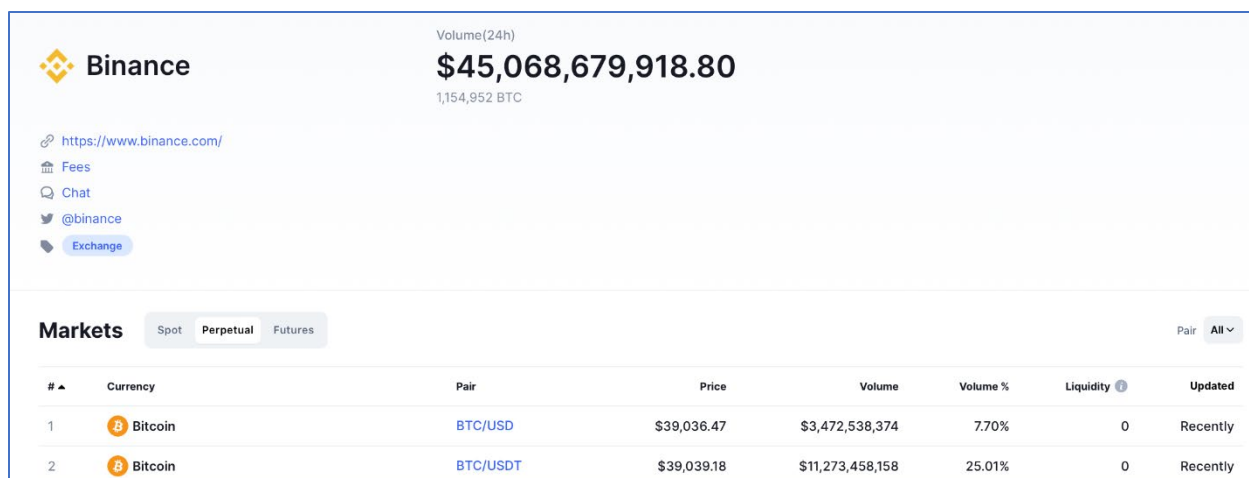 Volume(24h)
Binance
$45,068,679,918.80
1,154,952 BTC
https://www.binance.com/
Fees
Chat
@binance
Exchange
Markets Spot Perpetual Futures Pair All
# Currency Pair Price Volume Volume % Liquidity i Updated
1 Bitcoin BTC/USD $39,036.47 $3,472,538,374 7.70% 0 Recently
2 Bitcoin BTC/USDT $39,039.18 $11,273,458,158 25.01% 0 Recently